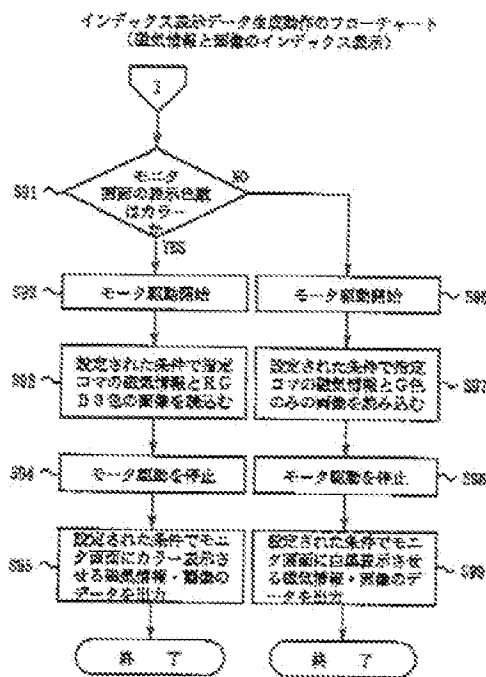 インデックス表示データ生成動作のフローチャート
(磁気情報と画像のインデックス表示)
モニタ
画面の表示色数
はカラー
か
NO
YES
モータ駆動開始
モータ駆動開始
設定された条件で指定
コマの磁気情報とRG
B3色の画像を読込む
設定された条件で指定
コマの磁気情報とG色
のみの画像を読み込む
モータ駆動を停止
モータ駆動を停止
設定された条件でモニ
タ画面にカラー表示さ
せる磁気情報・画像の
データを出力
設定された条件でモニ
タ画面に白黒表示させ
る磁気情報・画像のデ
ータを出力
終 了
終 了